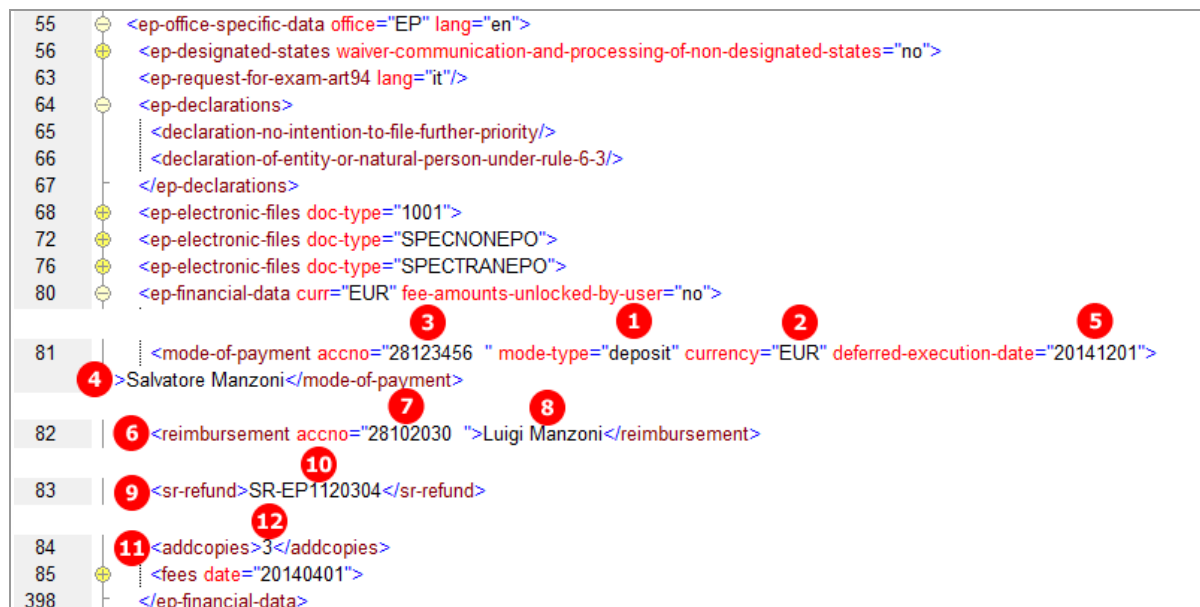 55 <ep-office-specific-data office="EP" lang="en">
56 <ep-designated-states waiver-communication-and-processing-of-non-designated-states="no">
63 <ep-request-for-exam-art94 lang="it"/>
64 <ep-declarations>
65 <declaration-no-intention-to-file-further-priority/>
66 <declaration-of-entity-or-natural-person-under-rule-6-3/>
67 </ep-declarations>
68 <ep-electronic-files doc-type="1001">
72 <ep-electronic-files doc-type="SPECNONEPO">
76 <ep-electronic-files doc-type="SPECTRANEPO">
80 <ep-financial-data curr="EUR" fee-amounts-unlocked-by-user="no">
3 1 2 5
81 <mode-of-payment accno="28123456  " mode-type="deposit" currency="EUR" deferred-execution-date="20141201">
4 >Salvatore Manzoni</mode-of-payment>
7 8
82 6 <reimbursement accno="28102030  ">Luigi Manzoni</reimbursement>
10
83 9 <sr-refund>SR-EP1120304</sr-refund>
12
84 11 <addcopies>3</addcopies>
85 <fees date="20140401">
398 </ep-financial-data>